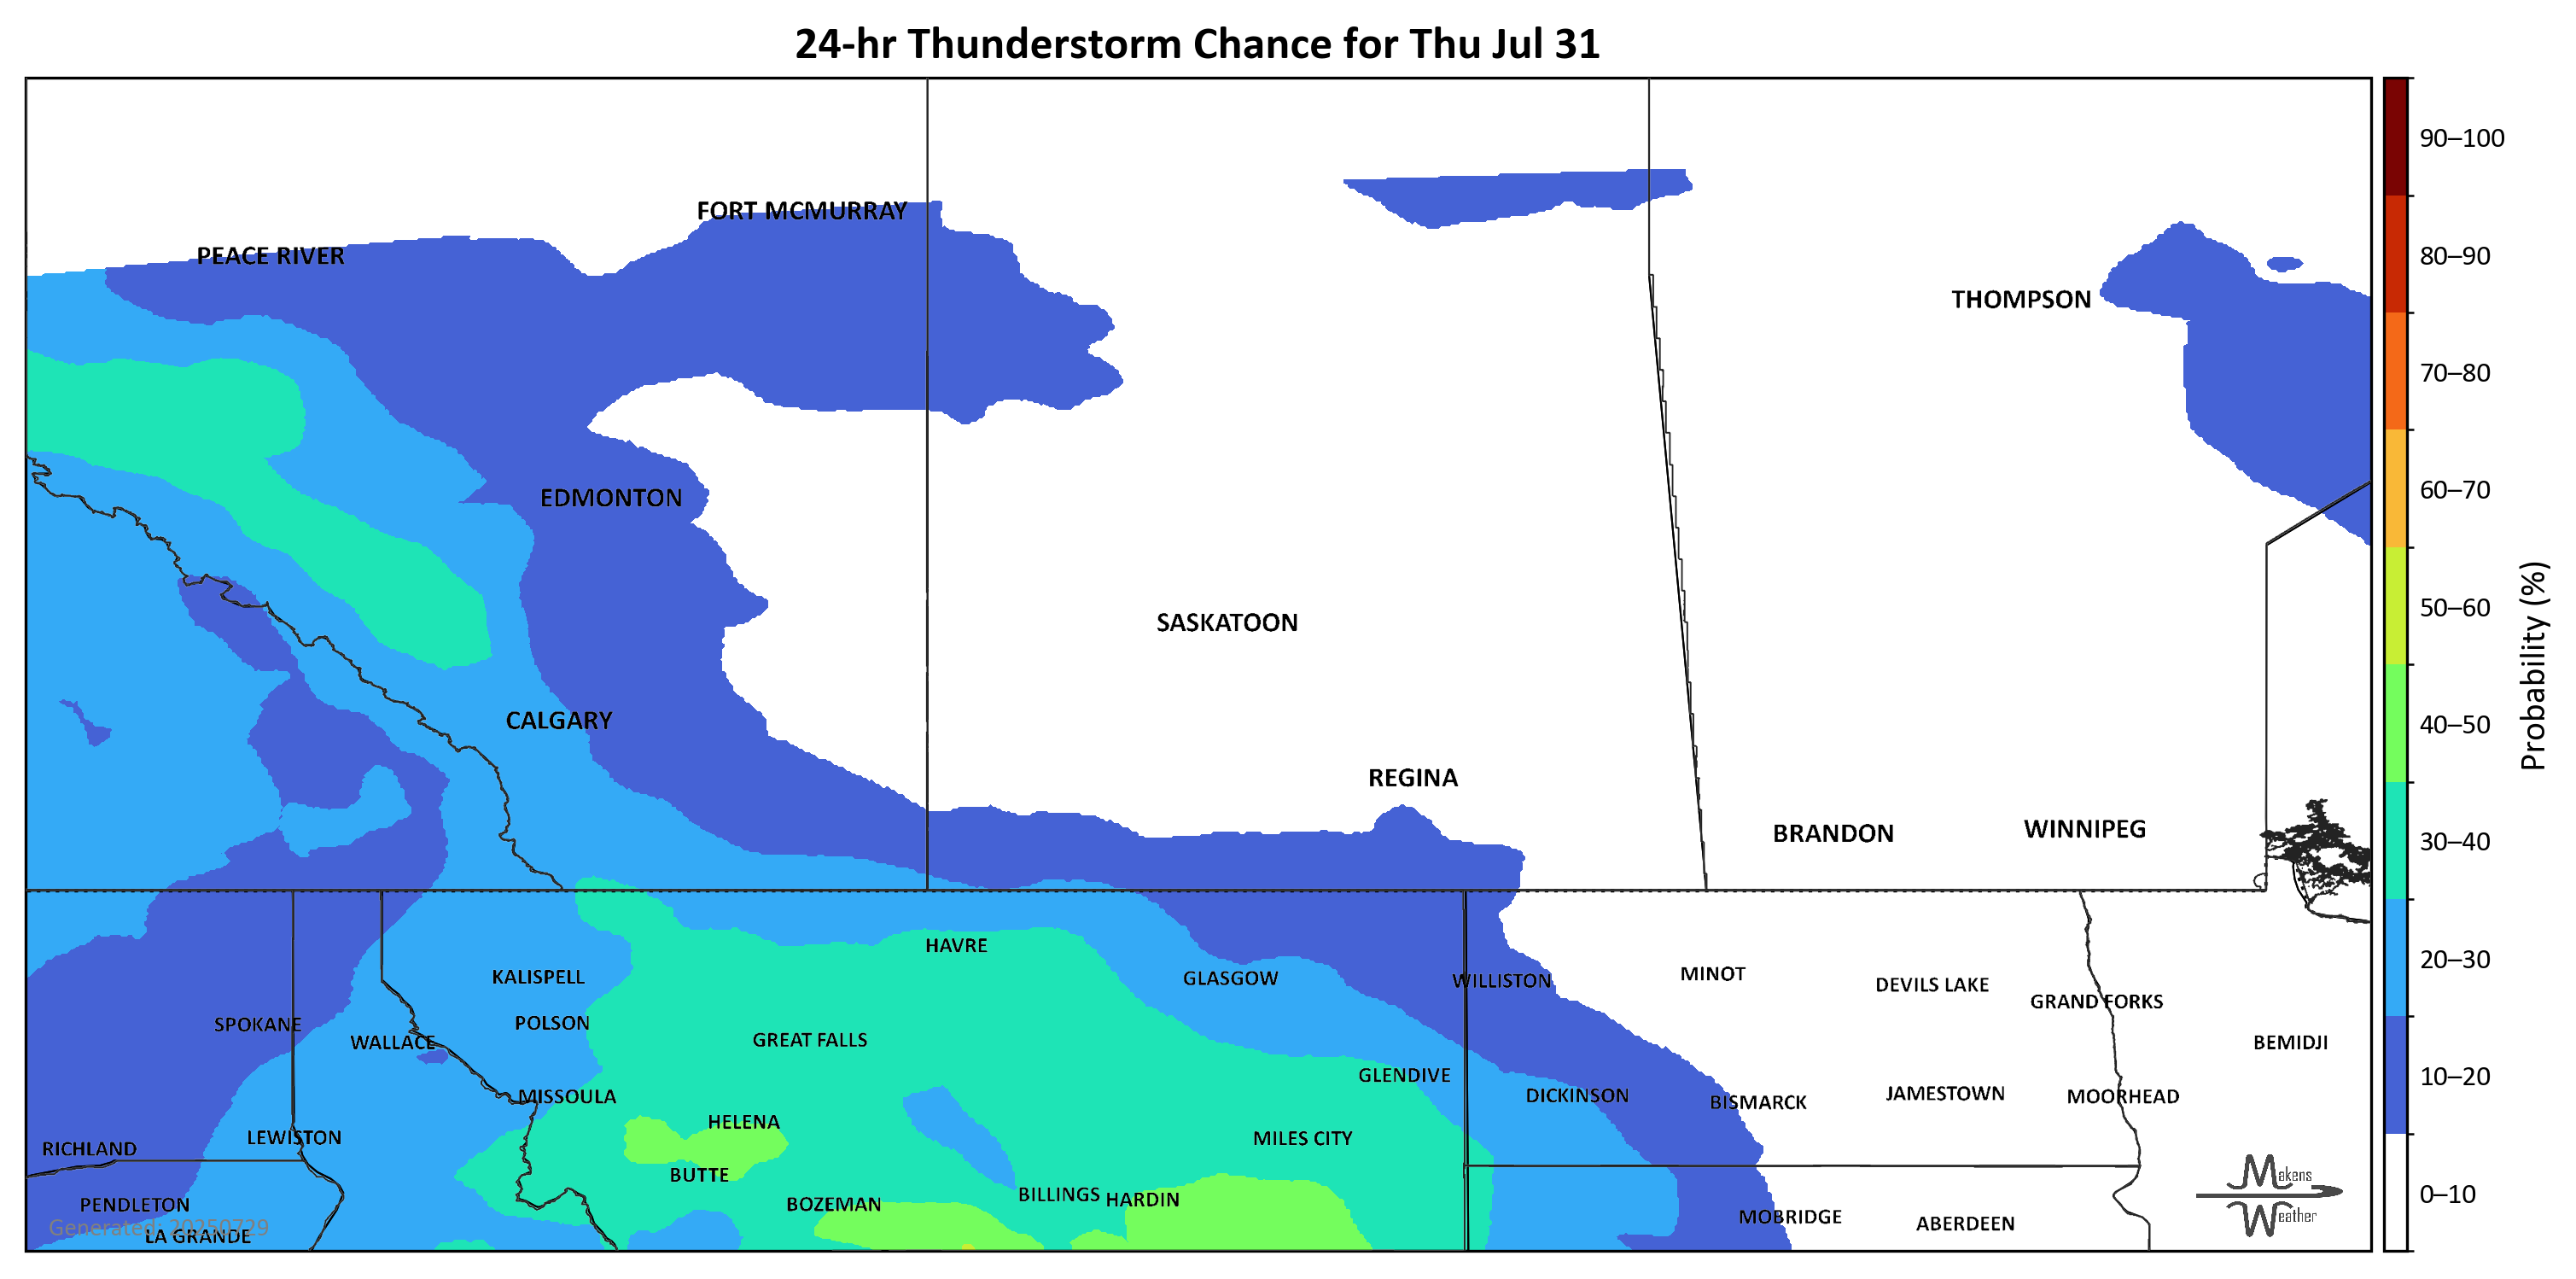 24-hr Thunderstorm Chance for Thu Jul 31
90–100
FORT MCMURRAY
PEACE RIVER
80–90
THOMPSON
70–80
EDMONTON
60–70
SASKATOON
50–60
Probability (%)
CALGARY
40–50
REGINA
BRANDON
WINNIPEG
30–40
HAVRE
KALISPELL
GLASGOW
WILLISTON
MINOT
DEVILS LAKE
20–30
GRAND FORKS
SPOKANE
POLSON
WALLACE
GREAT FALLS
BEMIDJI
GLENDIVE
10–20
MISSOULA
DICKINSON
BISMARCK
JAMESTOWN
MOORHEAD
HELENA
LEWISTON
MILES CITY
RICHLAND
BUTTE
Makens
Weather
BILLINGS
HARDIN
0–10
PENDLETON
BOZEMAN
MOBRIDGE
ABERDEEN
Generated: 20250729
LA GRANDE